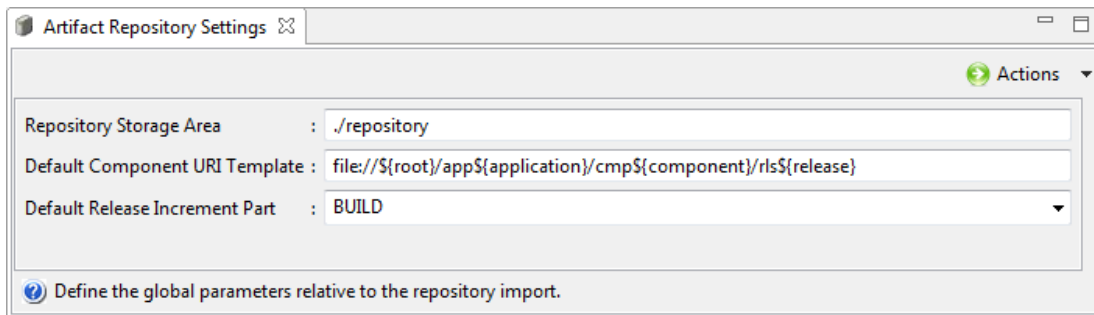 Artifact Repository Settings
Actions
Repository Storage Area : ./repository
Default Component URI Template : file://${root}/app${application}/cmp${component}/rls${release}
Default Release Increment Part : BUILD
Define the global parameters relative to the repository import.